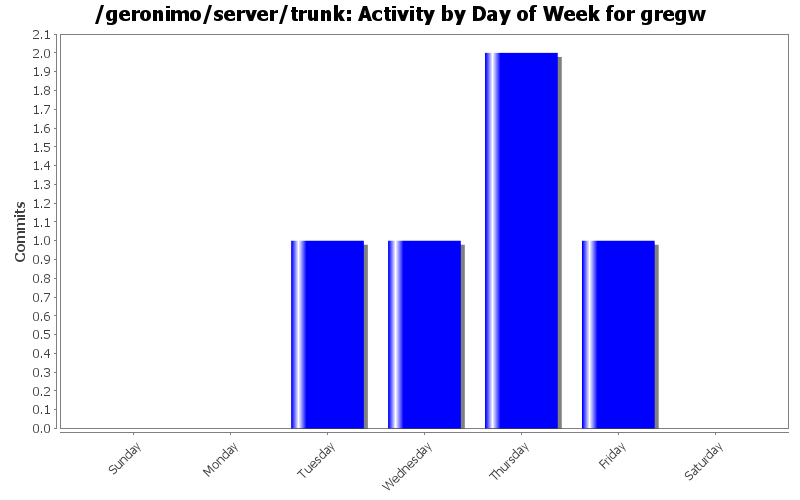 /geronimo/server/trunk: Activity by Day of Week for gregw
2.1
2.0
1.9
1.8
1.7
1.6
1.5
1.4
1.3
1.2
1.1
1.0
0.9
0.8
0.7
0.6
0.5
0.4
0.3
0.2
0.1
0.0
Commits
Sunday
Monday
Tuesday
Wednesday
Thursday
Friday
Saturday